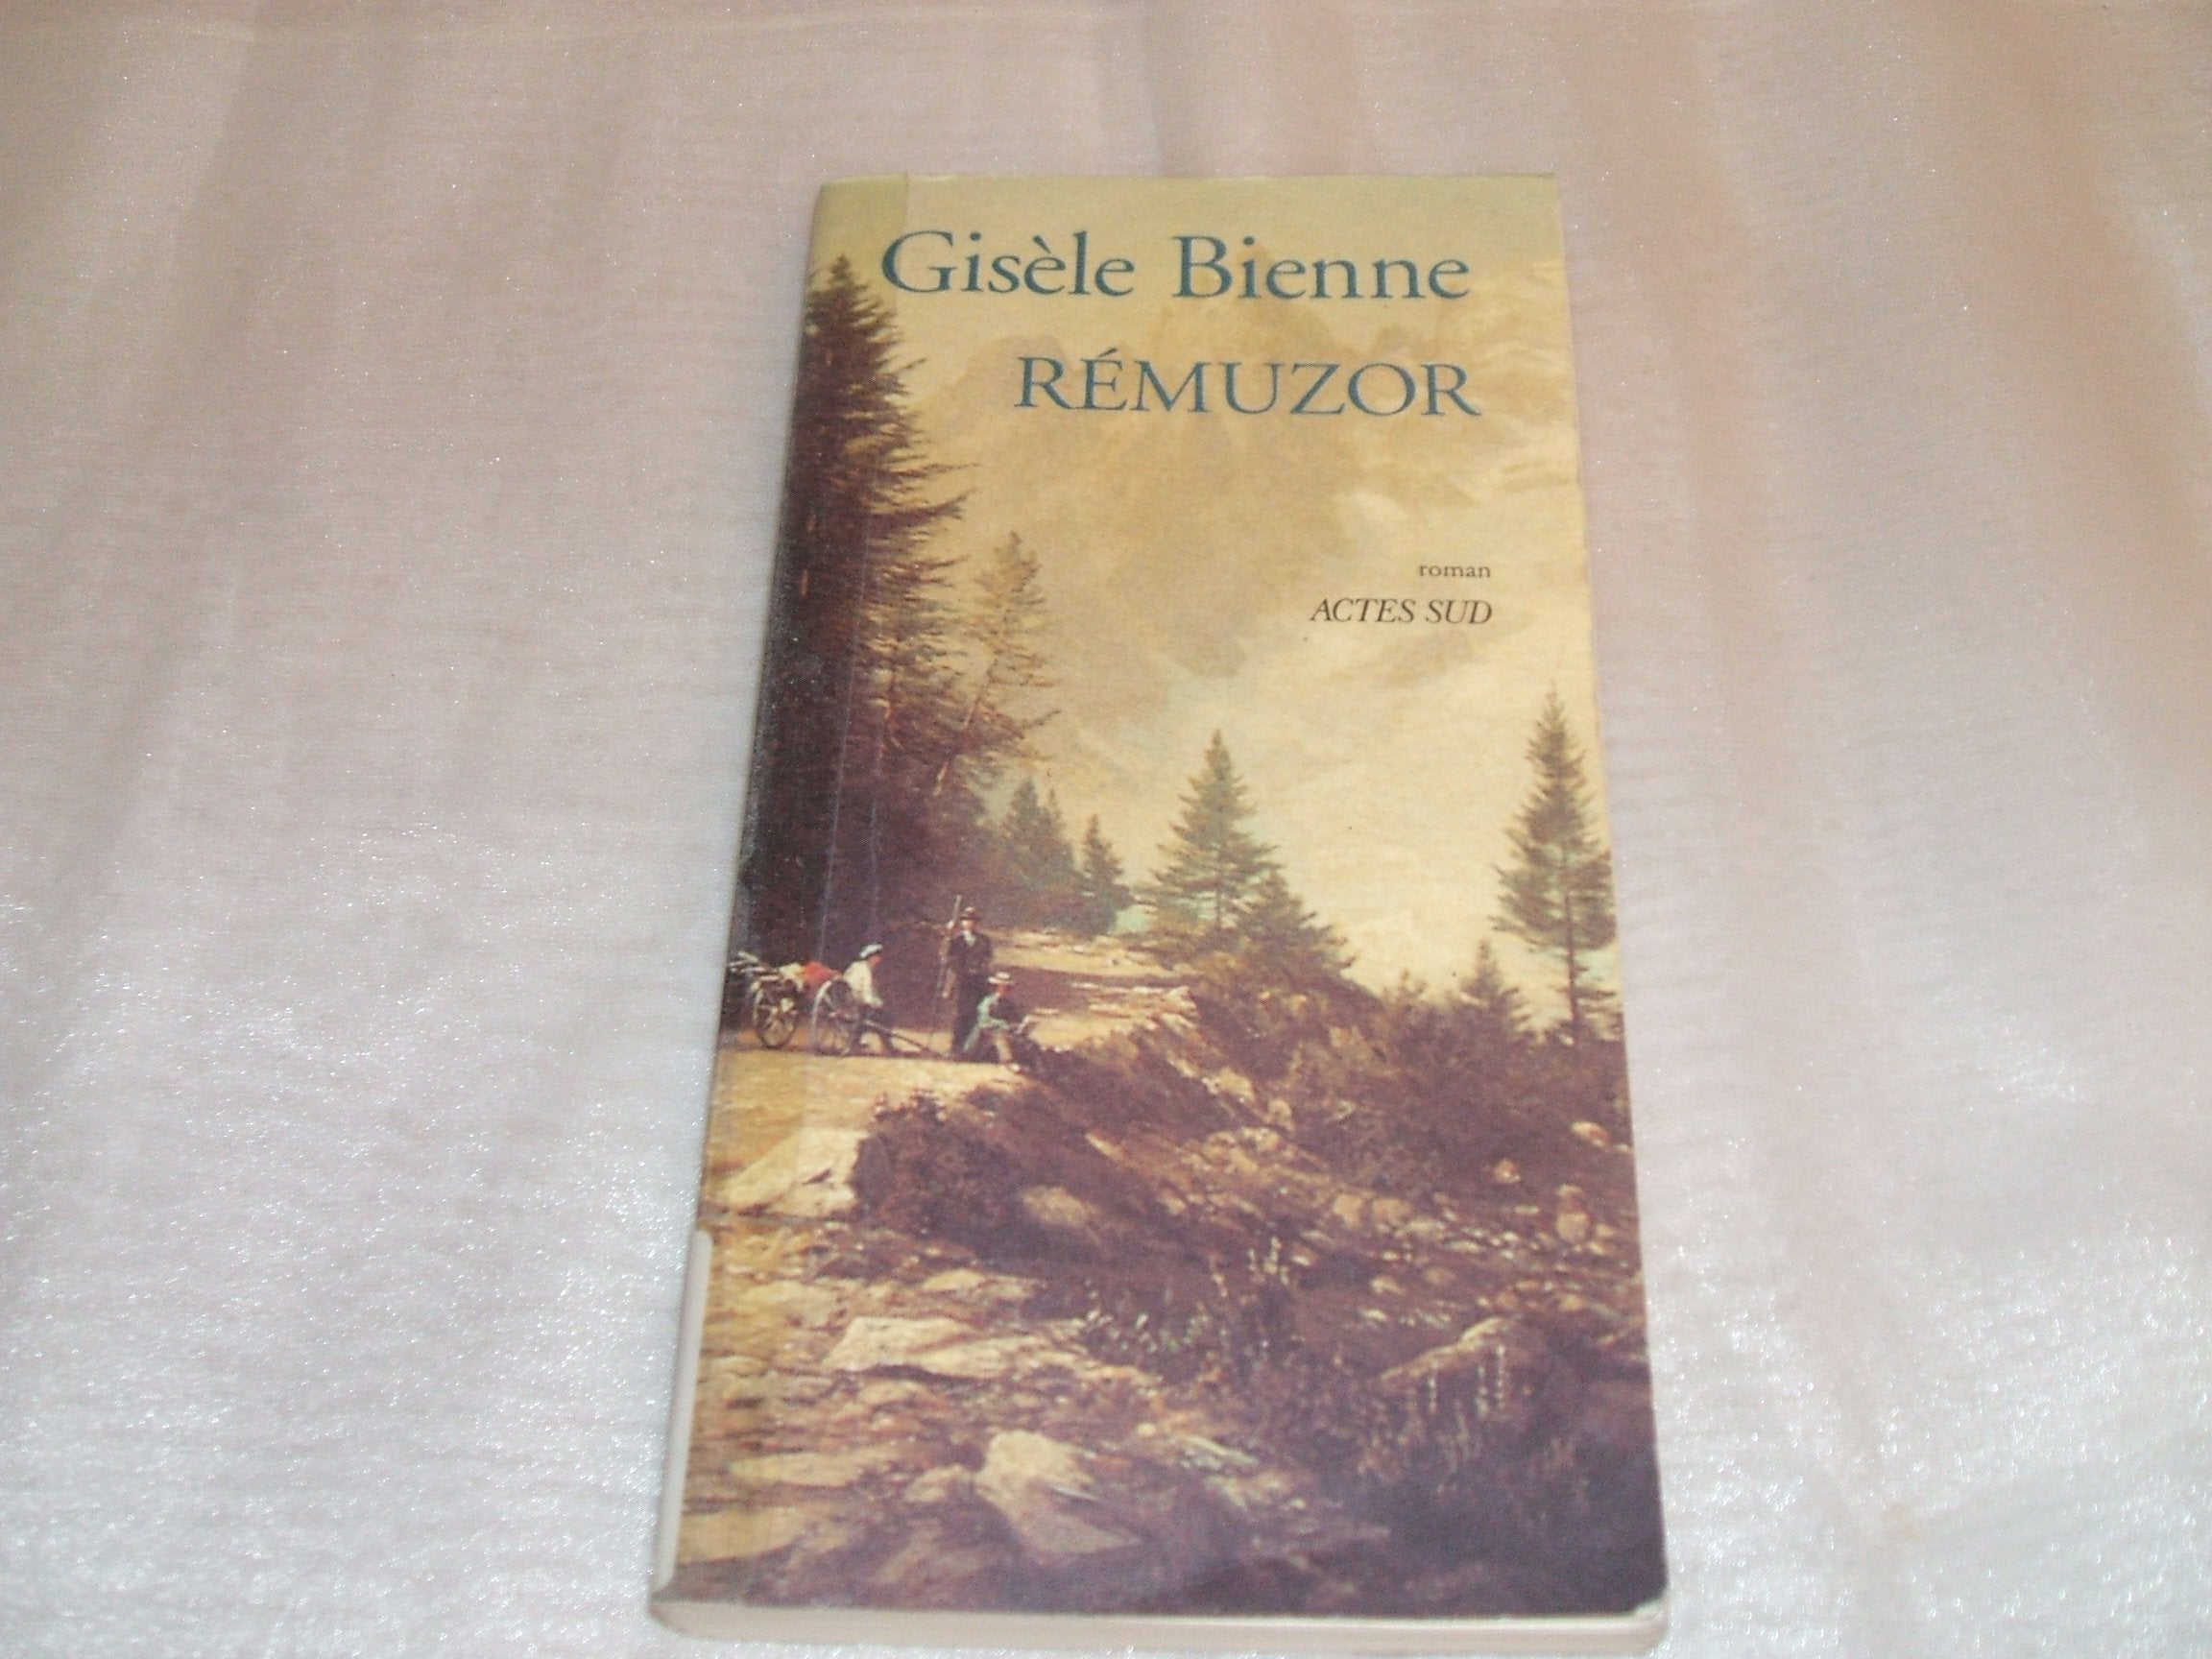 Gisèle Bienne
RÉMUZOR
roman
ACTES SUD